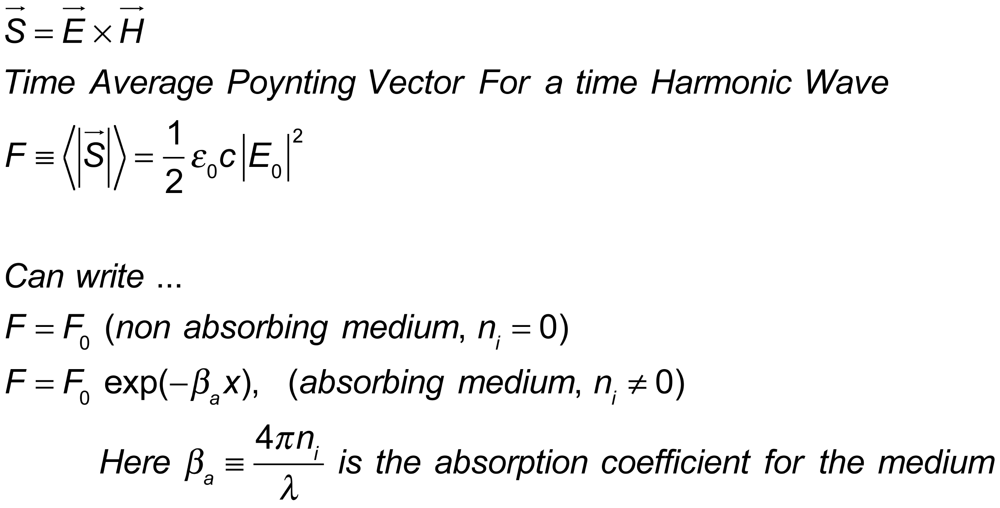 $\vec{S} = \vec{E} \times \vec{H}$
Time Average Poynting Vector For a time Harmonic Wave
$F \equiv \left\langle \left| \vec{S} \right| \right\rangle = \frac{1}{2} \varepsilon_0 c \left| E_0 \right|^2$
Can write ...
$F = F_0$ (non absorbing medium, $n_i = 0$)
$F = F_0 \exp(-\beta_a x)$, (absorbing medium, $n_i \neq 0$)
Here $\beta_a \equiv \frac{4\pi n_i}{\lambda}$ is the absorption coefficient for the medium